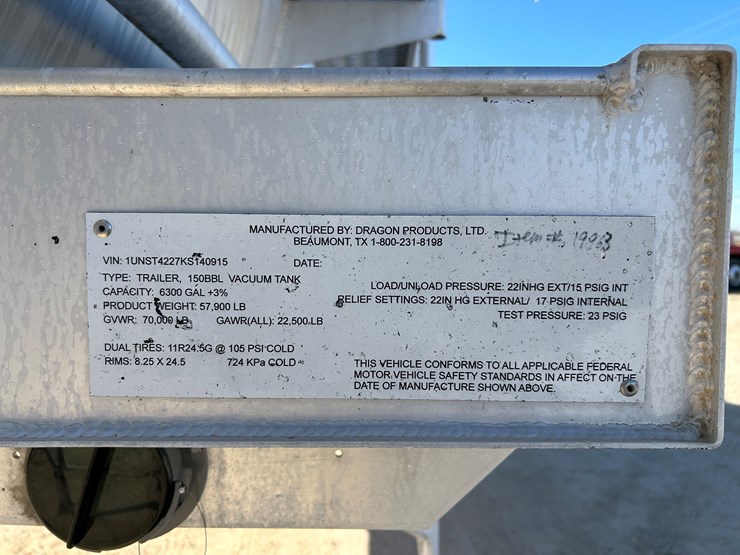 MANUFACTURED BY: DRAGON PRODUCTS, LTD.
BEAUMONT, TX 1-800-231-8198
Item #. 1993
VIN: 1UNST4227KS140915 DATE:
TYPE: TRAILER, 150BBL VACUUM TANK
CAPACITY: 6300 GAL +3%
PRODUCT WEIGHT: 57,900 LB
GVWR: 70,000 LB GAWR(ALL): 22,500 LB
LOAD/UNLOAD PRESSURE: 22INHG EXT/15 PSIG INT
RELIEF SETTINGS: 22IN HG EXTERNAL/ 17 PSIG INTERNAL
TEST PRESSURE: 23 PSIG
DUAL TIRES: 11R24.5G @ 105 PSI COLD
RIMS: 8.25 X 24.5 724 KPa COLD
THIS VEHICLE CONFORMS TO ALL APPLICABLE FEDERAL
MOTOR VEHICLE SAFETY STANDARDS IN AFFECT ON THE
DATE OF MANUFACTURE SHOWN ABOVE.